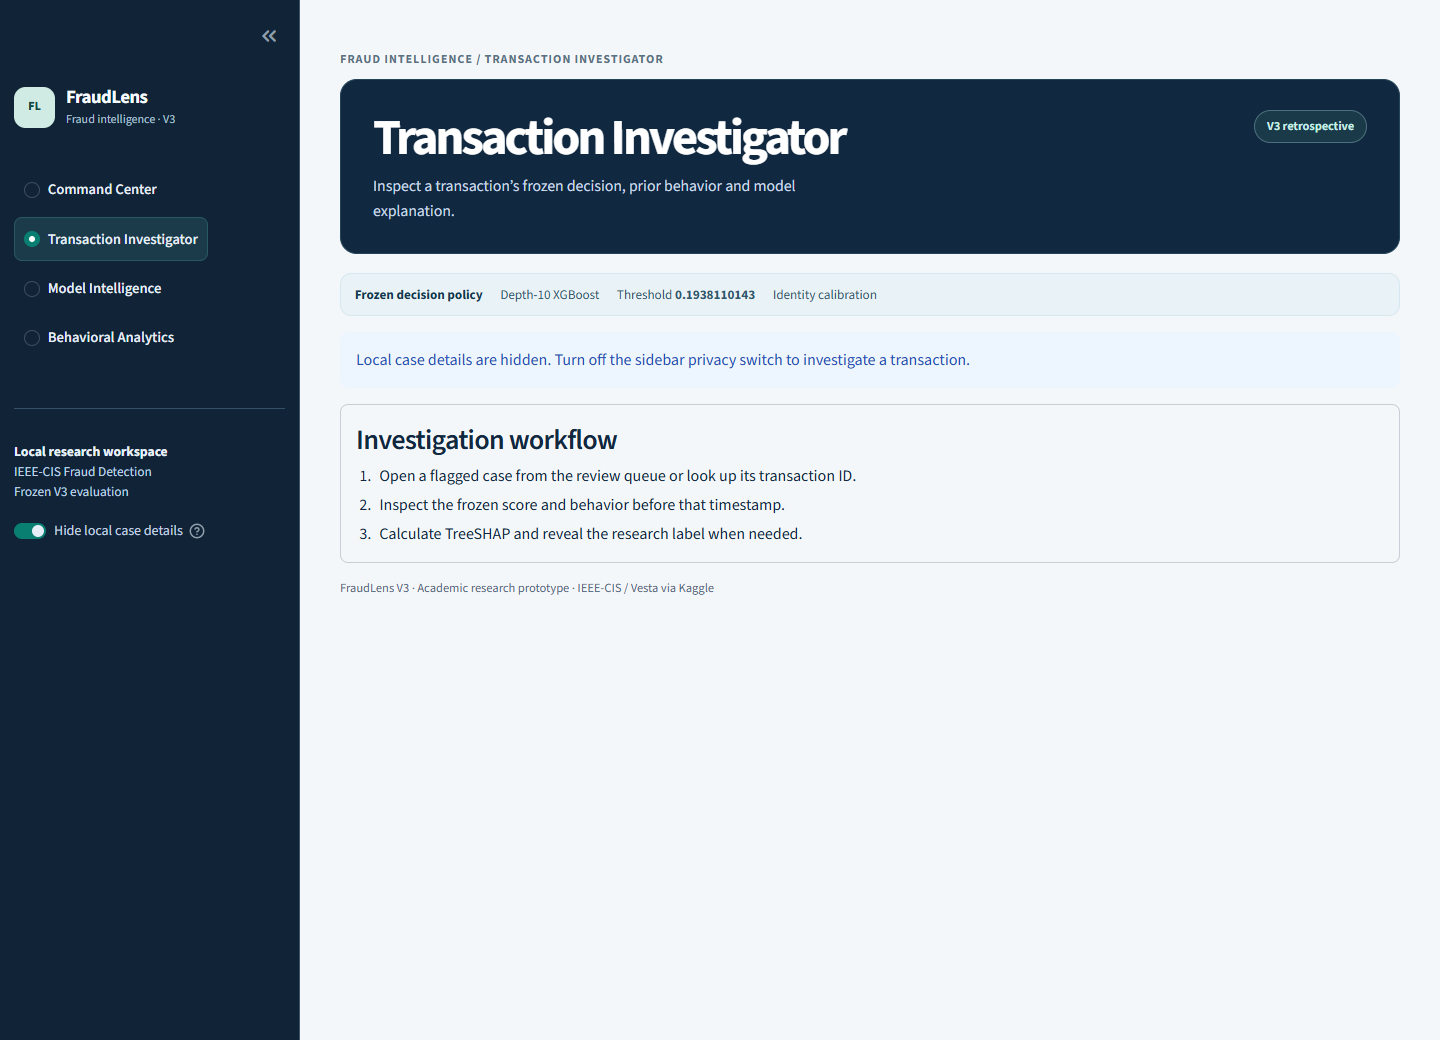 FL
FraudLens
Fraud intelligence · V3
Command Center
Transaction Investigator
Model Intelligence
Behavioral Analytics
Local research workspace
IEEE-CIS Fraud Detection
Frozen V3 evaluation
Hide local case details
FRAUD INTELLIGENCE / TRANSACTION INVESTIGATOR
Transaction Investigator
V3 retrospective
Inspect a transaction’s frozen decision, prior behavior and model
explanation.
Frozen decision policy Depth-10 XGBoost Threshold 0.1938110143 Identity calibration
Local case details are hidden. Turn off the sidebar privacy switch to investigate a transaction.
Investigation workflow
1. Open a flagged case from the review queue or look up its transaction ID.
2. Inspect the frozen score and behavior before that timestamp.
3. Calculate TreeSHAP and reveal the research label when needed.
FraudLens V3 · Academic research prototype · IEEE-CIS / Vesta via Kaggle